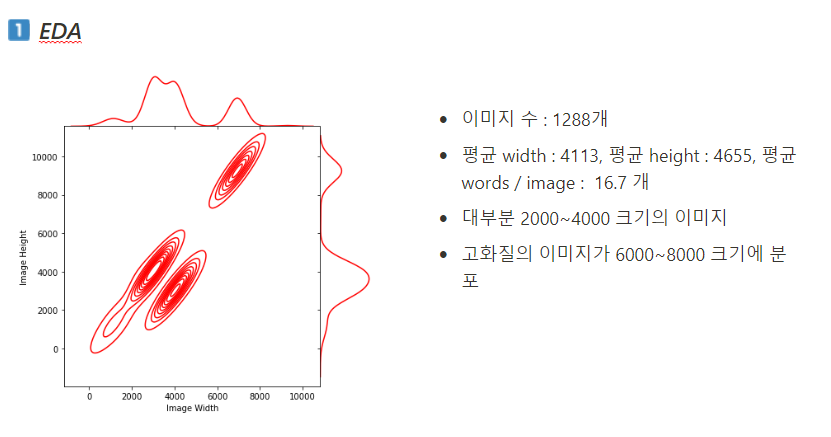 1 EDA
10000
8000
6000
4000
2000
0
Image Height
0 2000 4000 6000 8000 10000
Image Width
• 이미지 수 : 1288개
• 평균 width : 4113, 평균 height : 4655, 평균
words / image : 16.7 개
• 대부분 2000~4000 크기의 이미지
• 고화질의 이미지가 6000~8000 크기에 분
포